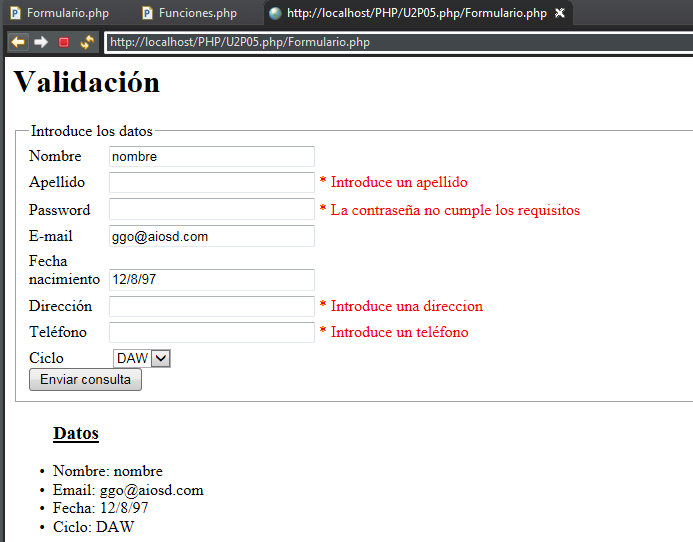 Formulario.php Funciones.php http://localhost/PHP/U2P05.php/Formulario.php
http://localhost/PHP/U2P05.php/Formulario.php
Validación
Introduce los datos
Nombre nombre
Apellido * Introduce un apellido
Password * La contraseña no cumple los requisitos
E-mail ggo@aiosd.com
Fecha
nacimiento 12/8/97
Dirección * Introduce una direccion
Teléfono * Introduce un teléfono
Ciclo DAW
Enviar consulta
Datos
• Nombre: nombre
• Email: ggo@aiosd.com
• Fecha: 12/8/97
• Ciclo: DAW